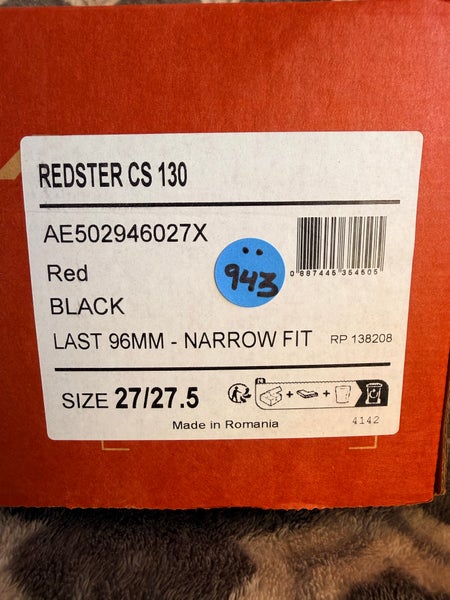 REDSTER CS 130
AE502946027X
Red
BLACK
LAST 96MM - NARROW FIT
RP 138208
943
0 887445 354605
SIZE 27/27.5
Made in Romania
4142